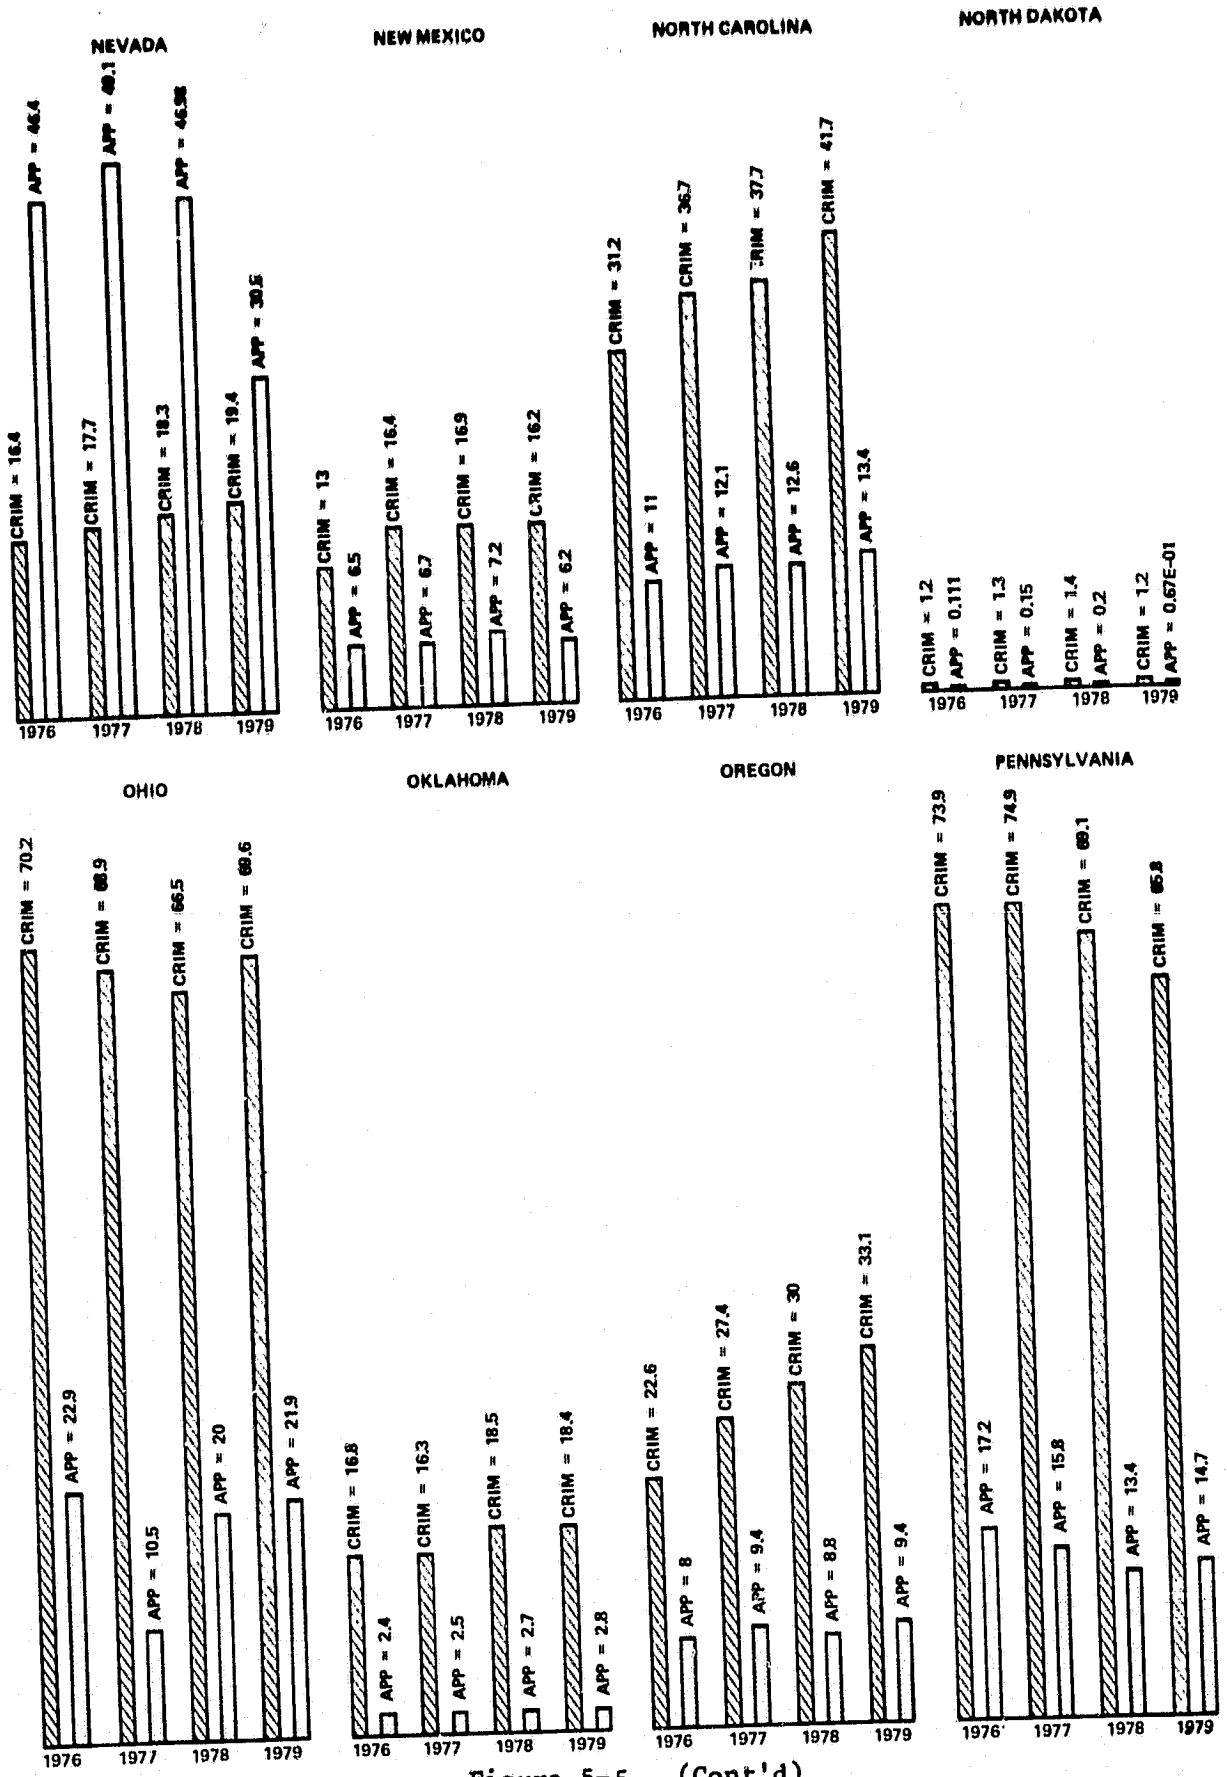 NEVADA
CRIM = 16.4
APP = 46.4
CRIM = 17.7
APP = 49.1
CRIM = 18.3
APP = 46.98
CRIM = 19.4
APP =
1976 1977 1978 1979
NEW MEXICO
CRIM = 13
APP = 6.5
CRIM = 16.4
APP = 6.7
CRIM = 16.9
APP = 7.2
CRIM = 16.2
APP = 6.2
1976 1977 1978 1979
NORTH CAROLINA
CRIM = 31.2
APP = 11
CRIM = 36.7
APP = 12.1
CRIM = 37.7
APP = 12.6
CRIM = 41.7
APP = 13.4
1976 1977 1978 1979
NORTH DAKOTA
CRIM = 1.2
APP = 0.111
CRIM = 1.3
APP = 0.15
CRIM = 1.4
APP = 0.2
CRIM = 1.2
APP = 0.67E-01
1976 1977 1978 1979
OHIO
CRIM = 70.2
APP = 22.9
CRIM = 68.9
APP = 10.5
CRIM = 66.5
APP = 20
CRIM = 69.6
APP = 21.9
1976 1977 1978 1979
OKLAHOMA
CRIM = 16.8
APP = 2.4
CRIM = 16.3
APP = 2.5
CRIM = 18.5
APP = 2.7
CRIM = 18.4
APP = 2.8
1976 1977 1978 1979
OREGON
CRIM = 22.6
APP = 8
CRIM = 27.4
APP = 9.4
CRIM = 30
APP = 8.8
CRIM = 33.1
APP = 9.4
1976 1977 1978 1979
PENNSYLVANIA
CRIM = 73.9
APP = 17.2
CRIM = 74.9
APP = 15.8
CRIM = 69.1
APP = 13.4
CRIM = 65.8
APP = 14.7
1976 1977 1978 1979
Figure 5-5 (Cont'd)